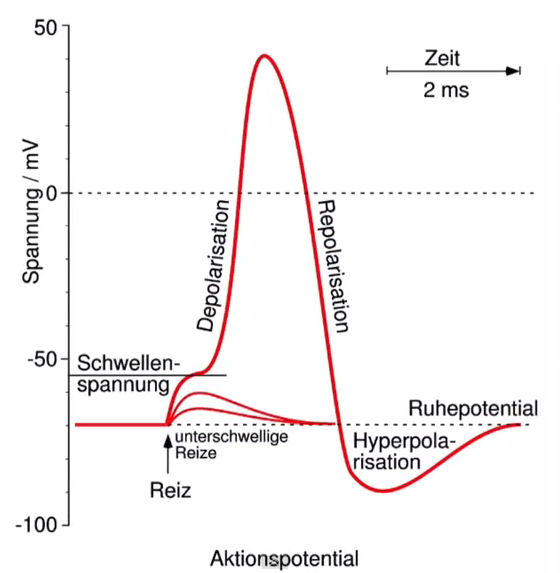 50
Zeit
2 ms
Spannung / mV
0
Depolarisation
Repolarisation
-50
Schwellen-
spannung
Ruhepotential
unterschwellige
Reize
Hyperpola-
risation
Reiz
-100
Aktionspotential